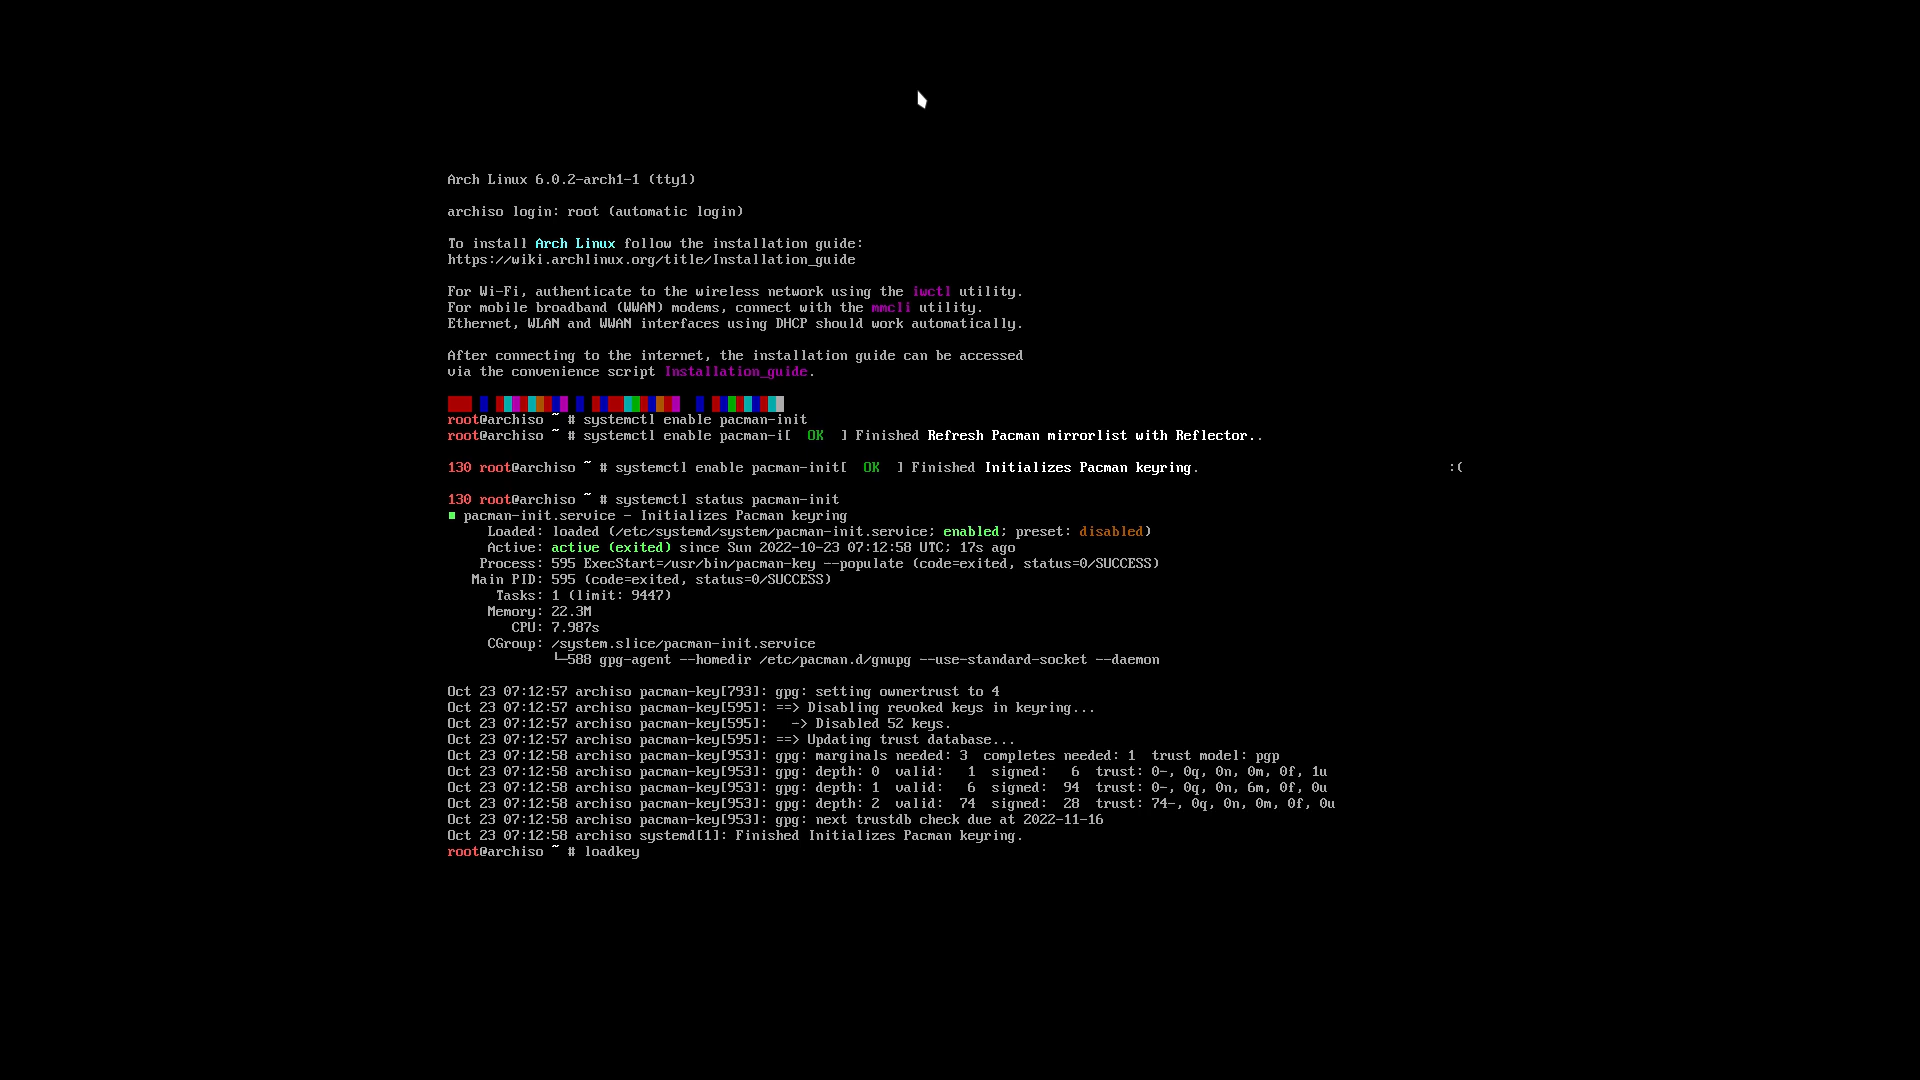 Arch Linux 6.0.2-arch1-1 (tty1)
archiso login: root (automatic login)
To install Arch Linux follow the installation guide:
https://wiki.archlinux.org/title/Installation_guide
For Wi-Fi, authenticate to the wireless network using the iwctl utility.
For mobile broadband (WWAN) modems, connect with the mmcli utility.
Ethernet, WLAN and WWAN interfaces using DHCP should work automatically.
After connecting to the internet, the installation guide can be accessed
via the convenience script Installation_guide.
root@archiso ~ # systemctl enable pacman-init
root@archiso ~ # systemctl enable pacman-i[  OK  ] Finished Refresh Pacman mirrorlist with Reflector..
130 root@archiso ~ # systemctl enable pacman-init[  OK  ] Finished Initializes Pacman keyring. :(
130 root@archiso ~ # systemctl status pacman-init
■ pacman-init.service - Initializes Pacman keyring
Loaded: loaded (/etc/systemd/system/pacman-init.service; enabled; preset: disabled)
Active: active (exited) since Sun 2022-10-23 07:12:58 UTC; 17s ago
Process: 595 ExecStart=/usr/bin/pacman-key --populate (code=exited, status=0/SUCCESS)
Main PID: 595 (code=exited, status=0/SUCCESS)
Tasks: 1 (limit: 9447)
Memory: 22.3M
CPU: 7.987s
CGroup: /system.slice/pacman-init.service
└─588 gpg-agent --homedir /etc/pacman.d/gnupg --use-standard-socket --daemon
Oct 23 07:12:57 archiso pacman-key[793]: gpg: setting ownertrust to 4
Oct 23 07:12:57 archiso pacman-key[595]: ==> Disabling revoked keys in keyring...
Oct 23 07:12:57 archiso pacman-key[595]:   -> Disabled 52 keys.
Oct 23 07:12:57 archiso pacman-key[595]: ==> Updating trust database...
Oct 23 07:12:58 archiso pacman-key[953]: gpg: marginals needed: 3  completes needed: 1  trust model: pgp
Oct 23 07:12:58 archiso pacman-key[953]: gpg: depth: 0  valid:   1  signed:   6  trust: 0-, 0q, 0n, 0m, 0f, 1u
Oct 23 07:12:58 archiso pacman-key[953]: gpg: depth: 1  valid:   6  signed:  94  trust: 0-, 0q, 0n, 6m, 0f, 0u
Oct 23 07:12:58 archiso pacman-key[953]: gpg: depth: 2  valid:  74  signed:  28  trust: 74-, 0q, 0n, 0m, 0f, 0u
Oct 23 07:12:58 archiso pacman-key[953]: gpg: next trustdb check due at 2022-11-16
Oct 23 07:12:58 archiso systemd[1]: Finished Initializes Pacman keyring.
root@archiso ~ # loadkey